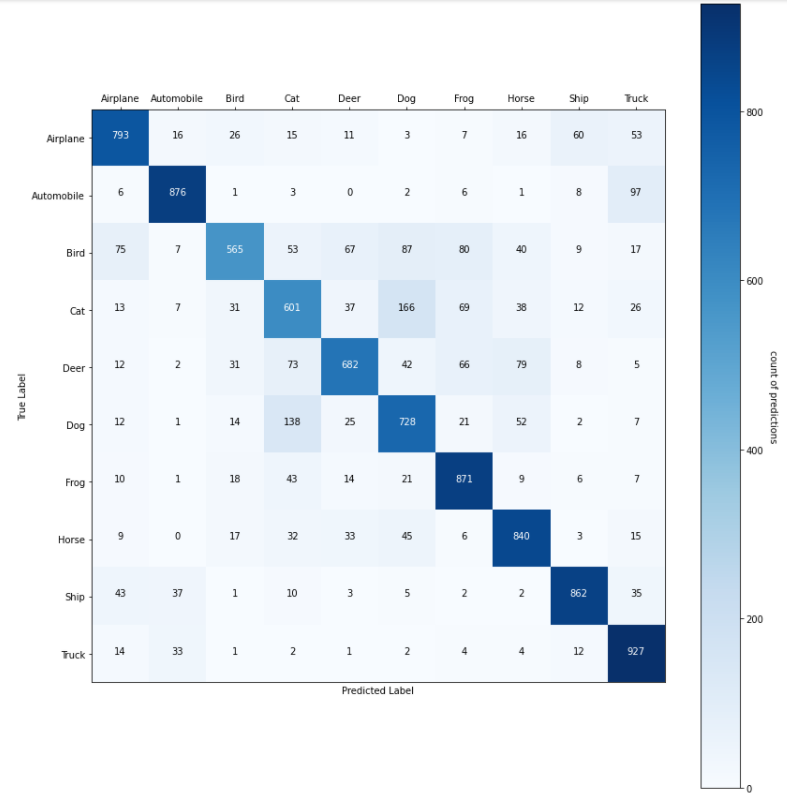 Airplane Automobile Bird Cat Deer Dog Frog Horse Ship Truck
Airplane 793 16 26 15 11 3 7 16 60 53
Automobile 6 876 1 3 0 2 6 1 8 97
Bird 75 7 565 53 67 87 80 40 9 17
Cat 13 7 31 601 37 166 69 38 12 26
Deer 12 2 31 73 682 42 66 79 8 5
Dog 12 1 14 138 25 728 21 52 2 7
Frog 10 1 18 43 14 21 871 9 6 7
Horse 9 0 17 32 33 45 6 840 3 15
Ship 43 37 1 10 3 5 2 2 862 35
Truck 14 33 1 2 1 2 4 4 12 927
True Label
Predicted Label
800
600
400
200
0
count of predictions